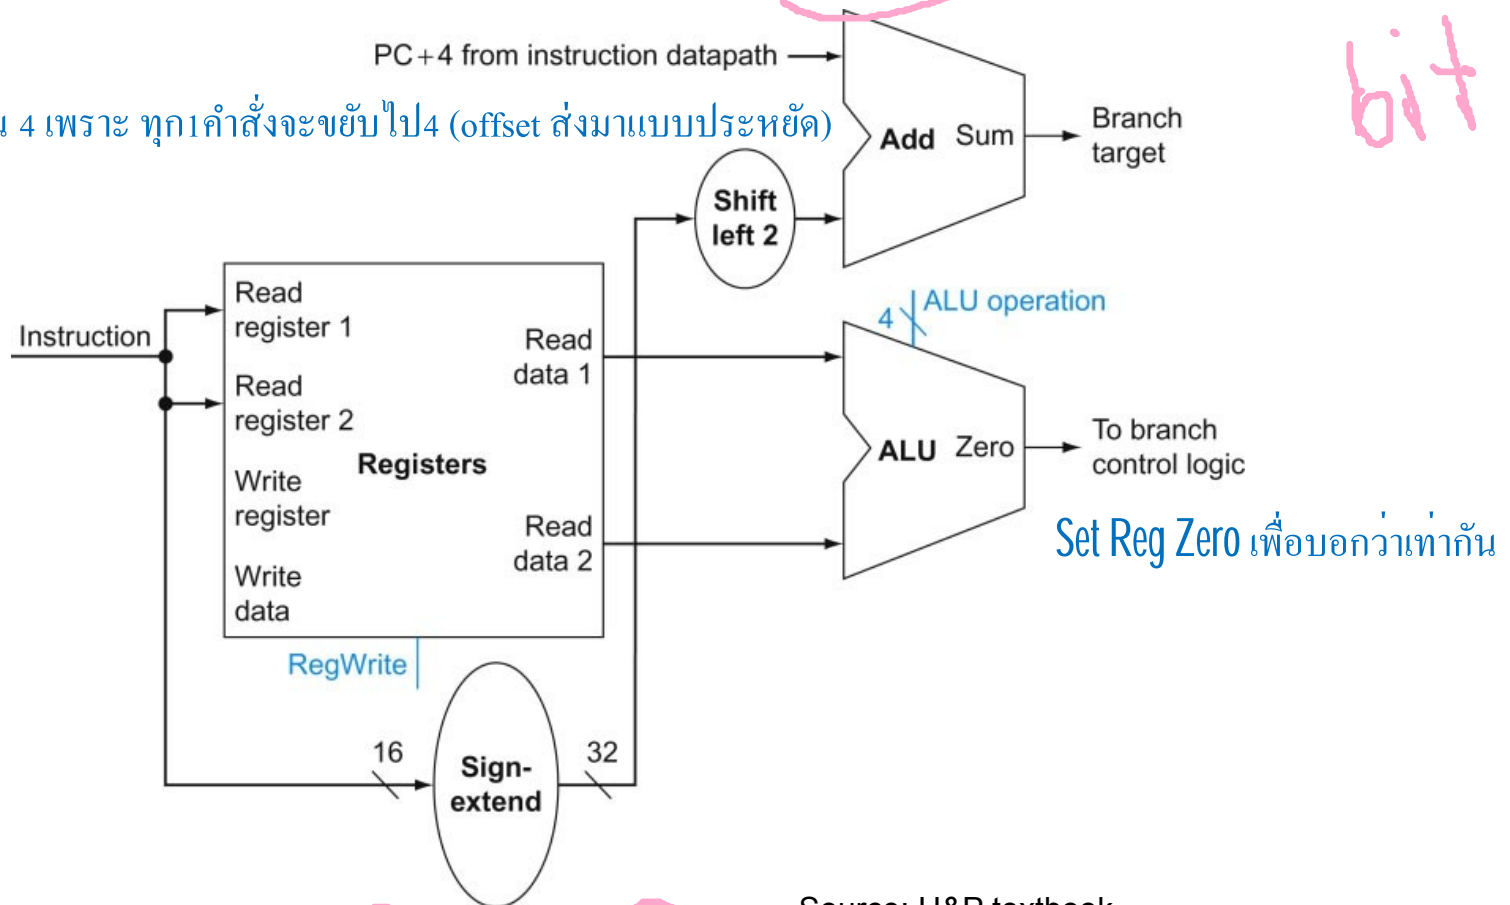 PC+4 from instruction datapath
4 เพราะ ทุก1คำสั่งจะขยับไป4 (offset ส่งมาแบบประหยัด)
bit
Add Sum
Branch
target
Shift
left 2
Instruction
Read
register 1
Read
register 2
Write
register
Write
data
Registers
Read
data 1
Read
data 2
RegWrite
4
ALU operation
ALU Zero
To branch
control logic
Set Reg Zero เพื่อบอกว่าเท่ากัน
16
Sign-
extend
32
Source: H&P textbook